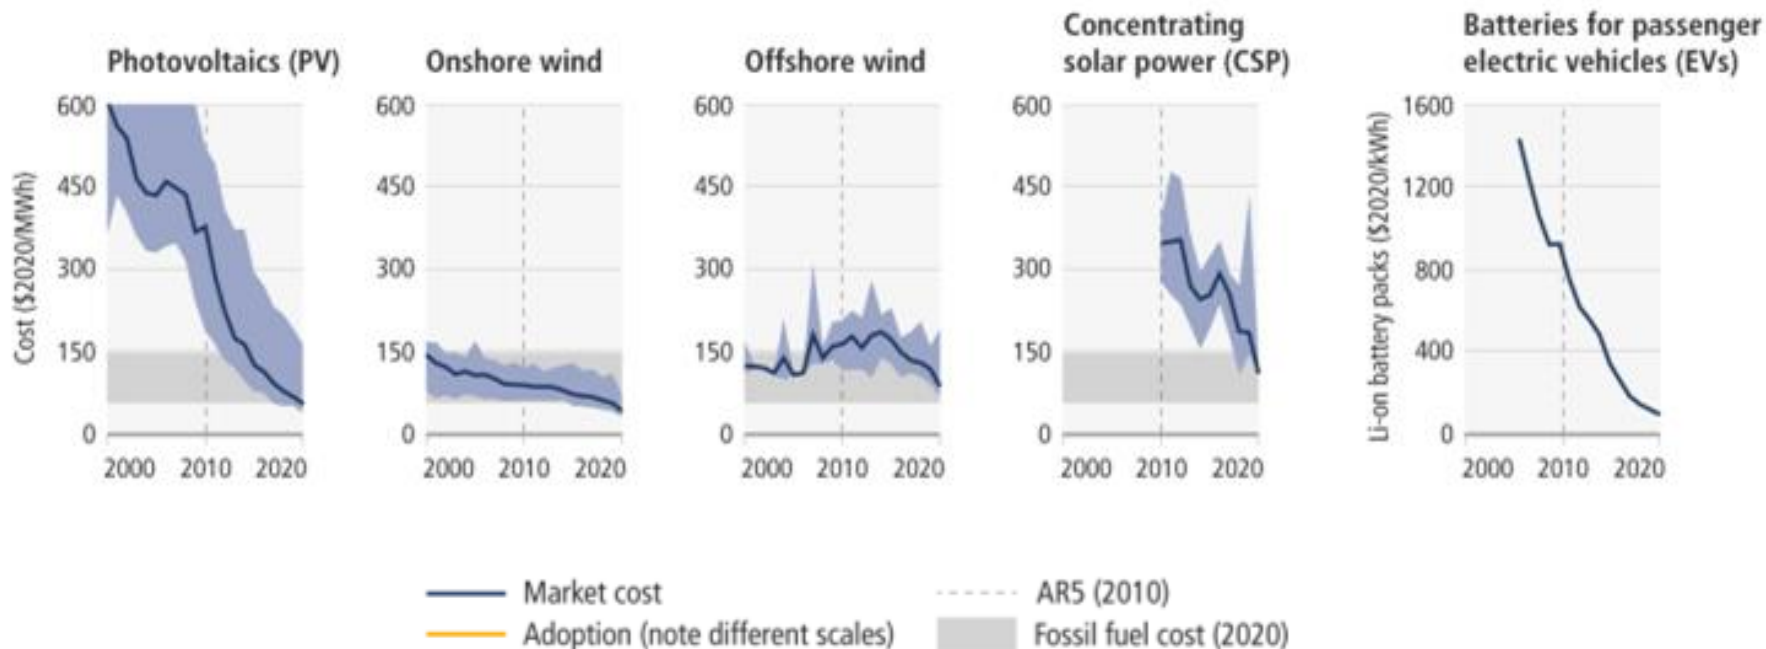 Photovoltaics (PV)
Onshore wind
Offshore wind
Concentrating
solar power (CSP)
Batteries for passenger
electric vehicles (EVs)
Cost ($2020/MWh)
600
450
300
150
0
2000 2010 2020
600
450
300
150
0
2000 2010 2020
600
450
300
150
0
2000 2010 2020
600
450
300
150
0
2000 2010 2020
Li-on battery packs ($2020/kWh)
1600
1200
800
400
0
2000 2010 2020
Market cost
Adoption (note different scales)
AR5 (2010)
Fossil fuel cost (2020)